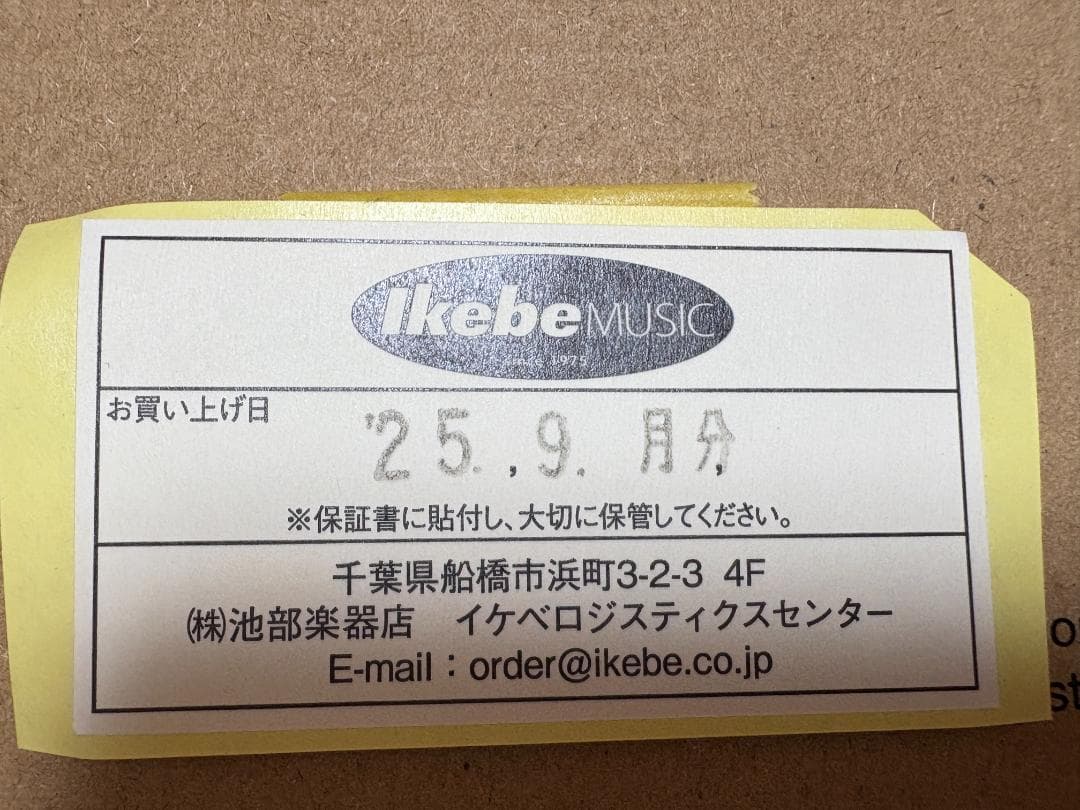 Ikebe MUSIC
since 1975
お買い上げ日
'25.9.月分
※保証書に貼付し、大切に保管してください。
千葉県船橋市浜町3-2-3 4F
㈱池部楽器店 イケベロジスティクスセンター
E-mail：order@ikebe.co.jp